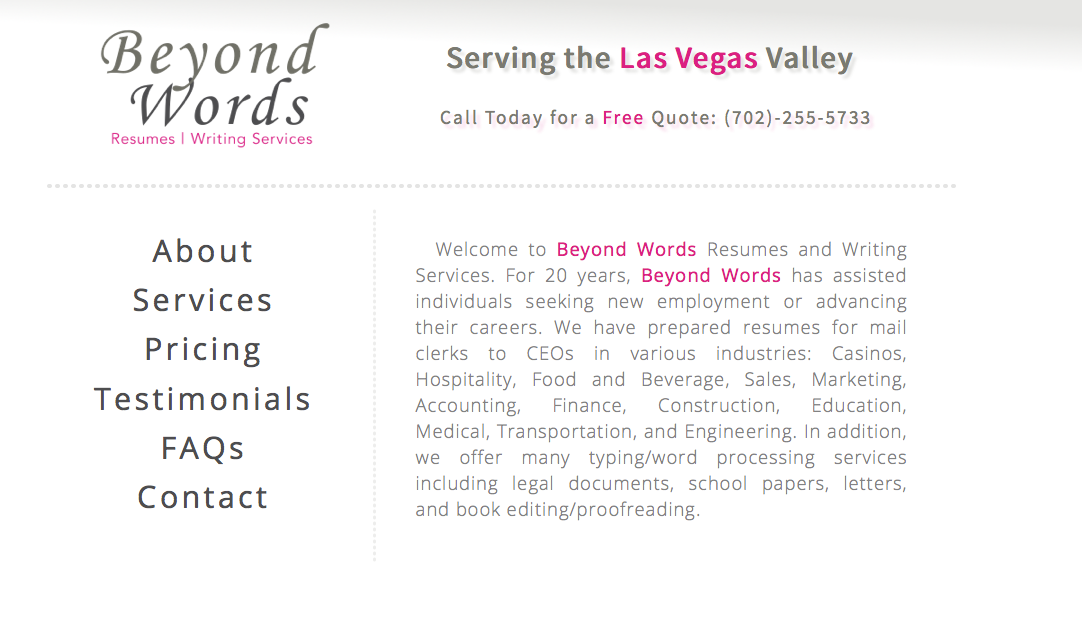 Beyond
Words
Resumes | Writing Services
Serving the Las Vegas Valley
Call Today for a Free Quote: (702)-255-5733
About
Services
Pricing
Testimonials
FAQs
Contact
Welcome to Beyond Words Resumes and Writing
Services. For 20 years, Beyond Words has assisted
individuals seeking new employment or advancing
their careers. We have prepared resumes for mail
clerks to CEOs in various industries: Casinos,
Hospitality, Food and Beverage, Sales, Marketing,
Accounting, Finance, Construction, Education,
Medical, Transportation, and Engineering. In addition,
we offer many typing/word processing services
including legal documents, school papers, letters,
and book editing/proofreading.